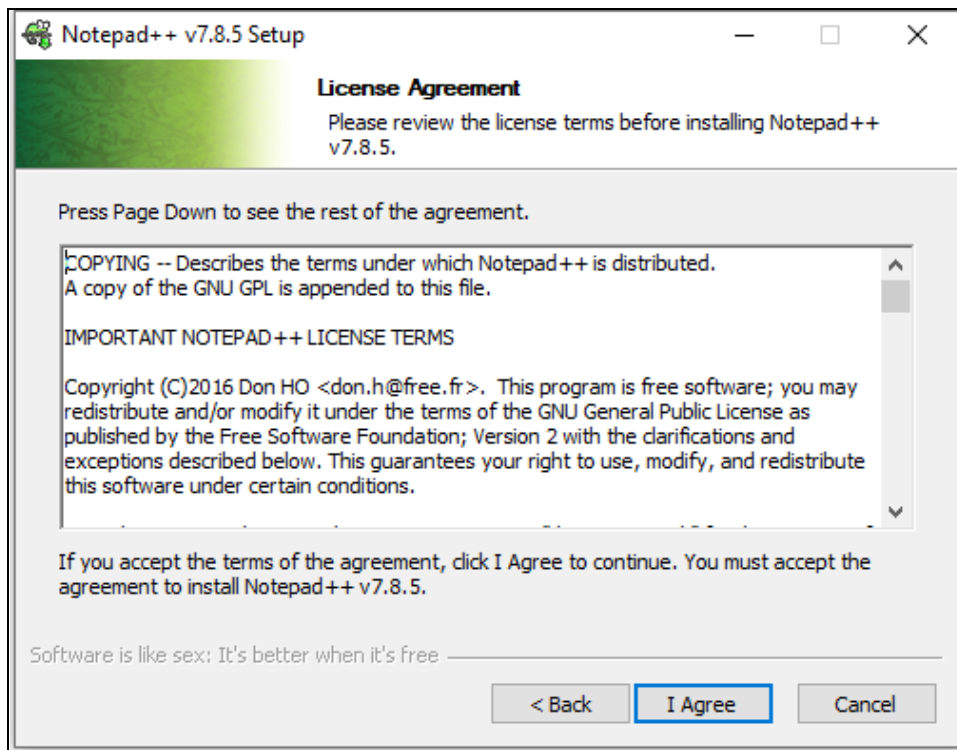 Notepad++ v7.8.5 Setup
License Agreement
Please review the license terms before installing Notepad++
v7.8.5.
Press Page Down to see the rest of the agreement.
COPYING -- Describes the terms under which Notepad++ is distributed.
A copy of the GNU GPL is appended to this file.
IMPORTANT NOTEPAD++ LICENSE TERMS
Copyright (C)2016 Don HO <don.h@free.fr>.  This program is free software; you may
redistribute and/or modify it under the terms of the GNU General Public License as
published by the Free Software Foundation; Version 2 with the clarifications and
exceptions described below. This guarantees your right to use, modify, and redistribute
this software under certain conditions.
If you accept the terms of the agreement, click I Agree to continue. You must accept the
agreement to install Notepad++ v7.8.5.
Software is like sex: It's better when it's free
< Back
I Agree
Cancel